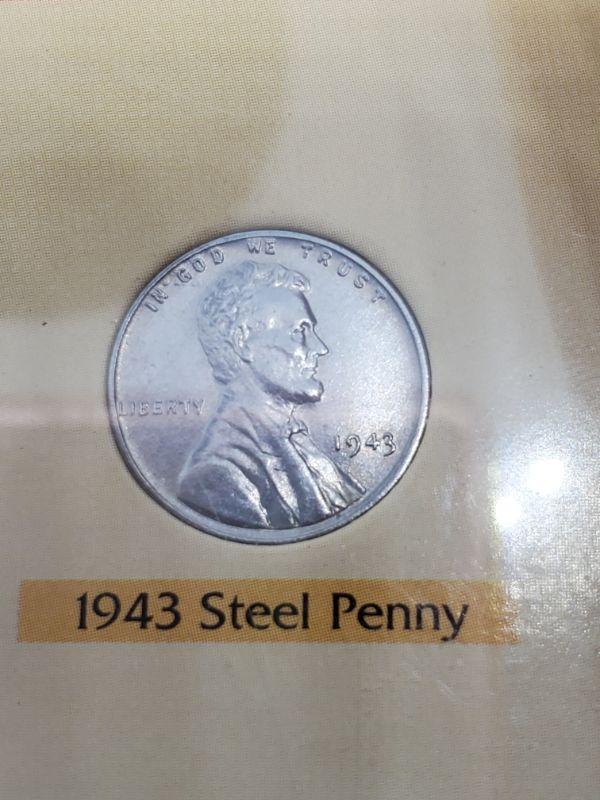 IN GOD WE TRUST
LIBERTY
1943
1943 Steel Penny